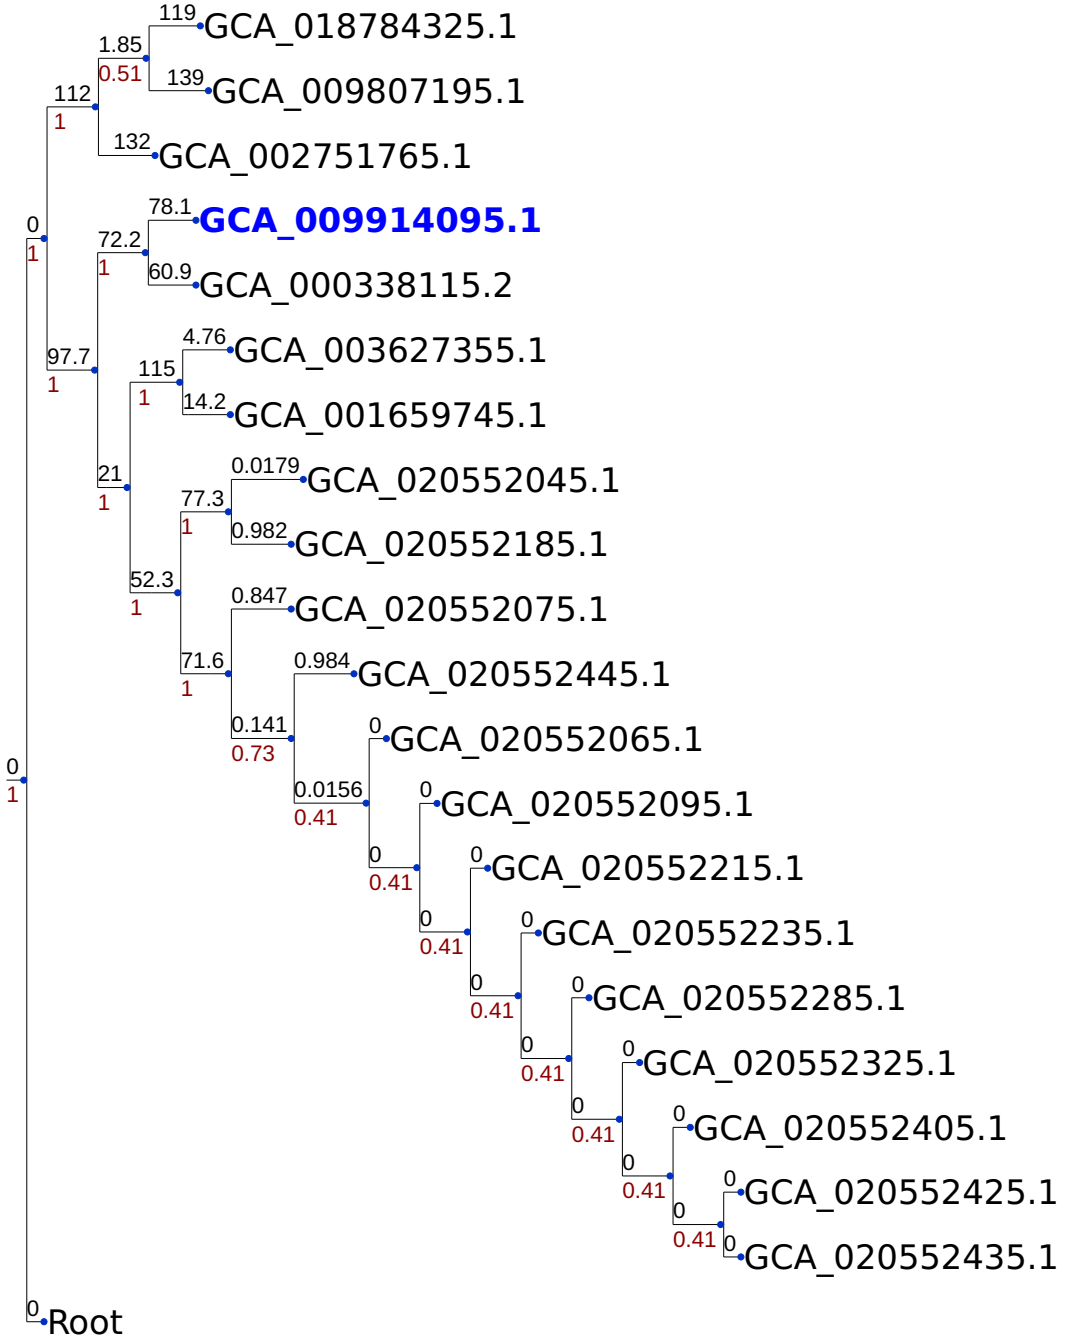 119
GCA_018784325.1
1.85
0.51
139
GCA_009807195.1
112
1
132
GCA_002751765.1
78.1
GCA_009914095.1
0
1
72.2
1
60.9
GCA_000338115.2
4.76
GCA_003627355.1
97.7
1
115
1
14.2
GCA_001659745.1
0.0179
GCA_020552045.1
21
1
77.3
1
0.982
GCA_020552185.1
52.3
1
0.847
GCA_020552075.1
71.6
1
0.984
GCA_020552445.1
0.141
0.73
0
GCA_020552065.1
0
1
0.0156
0.41
0
GCA_020552095.1
0
0.41
0
GCA_020552215.1
0
0.41
0
GCA_020552235.1
0
0.41
0
GCA_020552285.1
0
0.41
0
GCA_020552325.1
0
0.41
0
GCA_020552405.1
0
0.41
0
GCA_020552425.1
0
0.41
0
GCA_020552435.1
0
Root